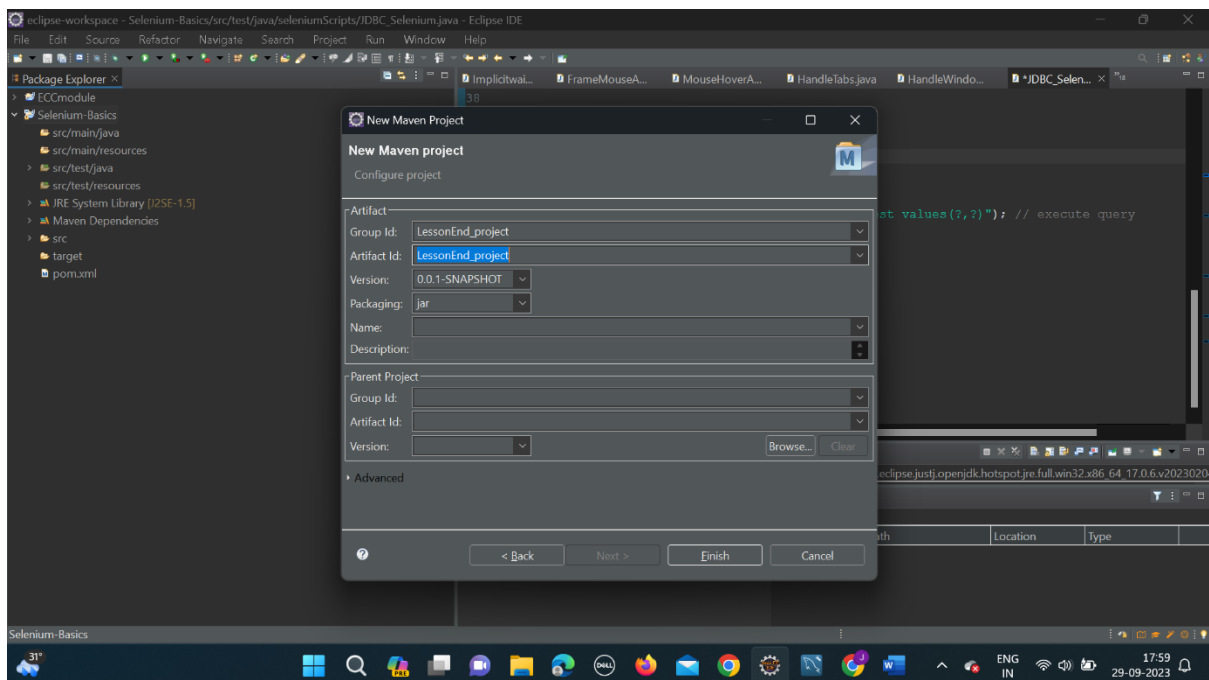 eclipse-workspace - Selenium-Basics/src/test/java/seleniumScripts/JDBC_Selenium.java - Eclipse IDE
File Edit Source Refactor Navigate Search Project Run Window Help
Package Explorer ×
Implicitwai... FrameMouseA... MouseHoverA... HandleTabs.java HandleWindo... *JDBC_Selen... ×
ECCmodule
38
Selenium-Basics
src/main/java
src/main/resources
src/test/java
src/test/resources
JRE System Library [J2SE-1.5]
Maven Dependencies
src
target
pom.xml
New Maven Project
New Maven project
Configure project
M
Artifact
Group Id: LessonEnd_project
Artifact Id: LessonEnd_project
Version: 0.0.1-SNAPSHOT
Packaging: jar
Name:
Description:
Parent Project
Group Id:
Artifact Id:
Version:
Browse... Clear
Advanced
< Back Next > Finish Cancel
st values(?,?)"); // execute query
eclipse.justj.openjdk.hotspot.jre.full.win32.x86_64_17.0.6.v2023020
th Location Type
Selenium-Basics
31°
PRE
DELL
ENG
IN
17:59
29-09-2023